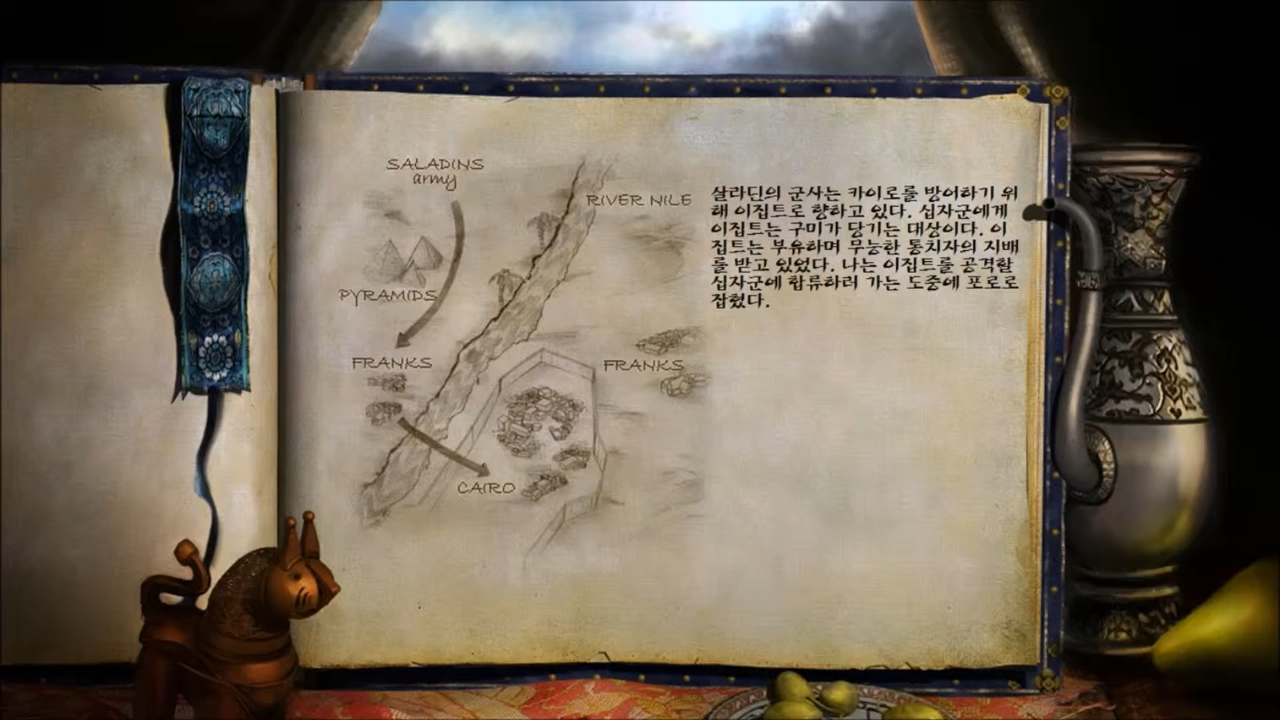 SALADINS
army
RIVER NILE
PYRAMIDS
FRANKS
FRANKS
CAIRO
살라딘의 군사는 카이로를 방어하기 위
해 이집트로 향하고 있다. 십자군에게
이집트는 구미가 당기는 대상이다. 이
집트는 부유하며 무능한 통치자의 지배
를 받고 있었다. 나는 이집트를 공격할
십자군에 합류하러 가는 도중에 포로로
잡혔다.